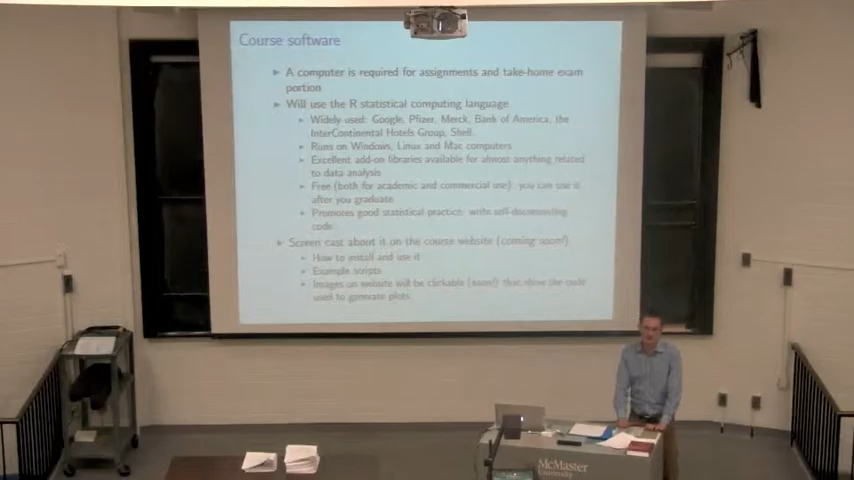 Course software
A computer is required for assignments and take-home exam
portion
Will use the R statistical computing language
Widely used: Google, Pfizer, Merck, Bank of America, the
InterContinental Hotels Group, Shell.
Runs on Windows, Linux and Mac computers
Excellent add-on libraries available for almost anything related
to data analysis
Free (both for academic and commercial use): you can use is
after you graduate
Promotes good statistical practice: write self-documenting
code
Screen cast about it on the course website (coming soon!)
How to install and use it
Example scripts
Images on website will be clickable (soon!) that show the code
used to generate plots
McMaster
University